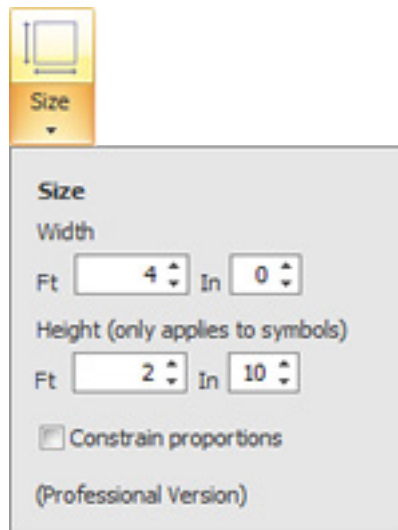 Size
Size
Width
Ft 4 In 0
Height (only applies to symbols)
Ft 2 In 10
Constrain proportions
(Professional Version)